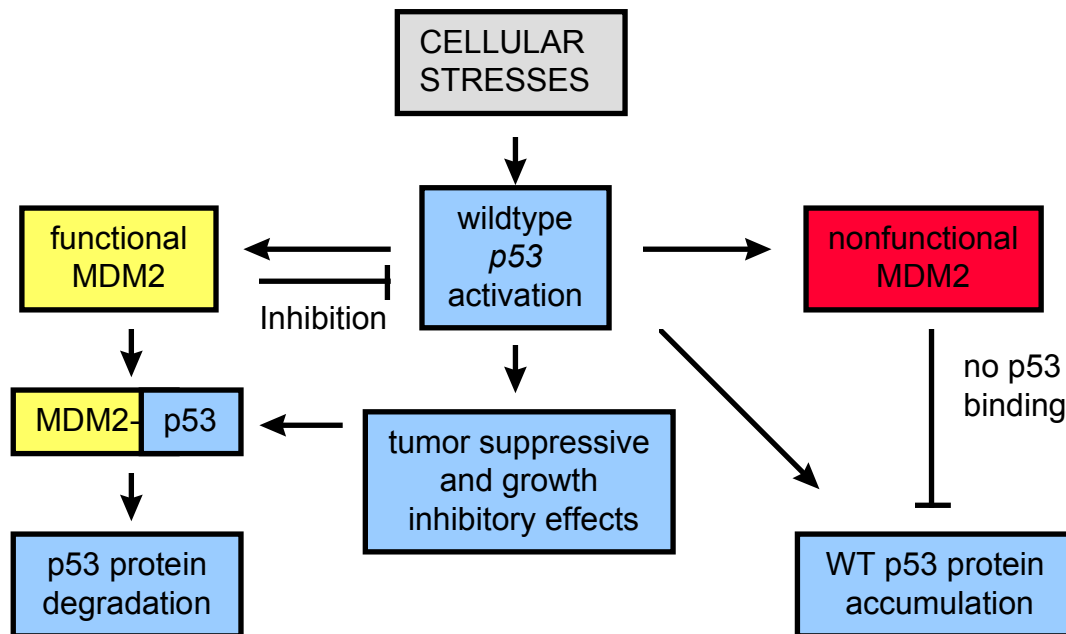 CELLULAR
STRESSES
functional
MDM2
wildtype
p53
activation
nonfunctional
MDM2
Inhibition
no p53
binding
MDM2-
p53
tumor suppressive
and growth
inhibitory effects
p53 protein
degradation
WT p53 protein
accumulation